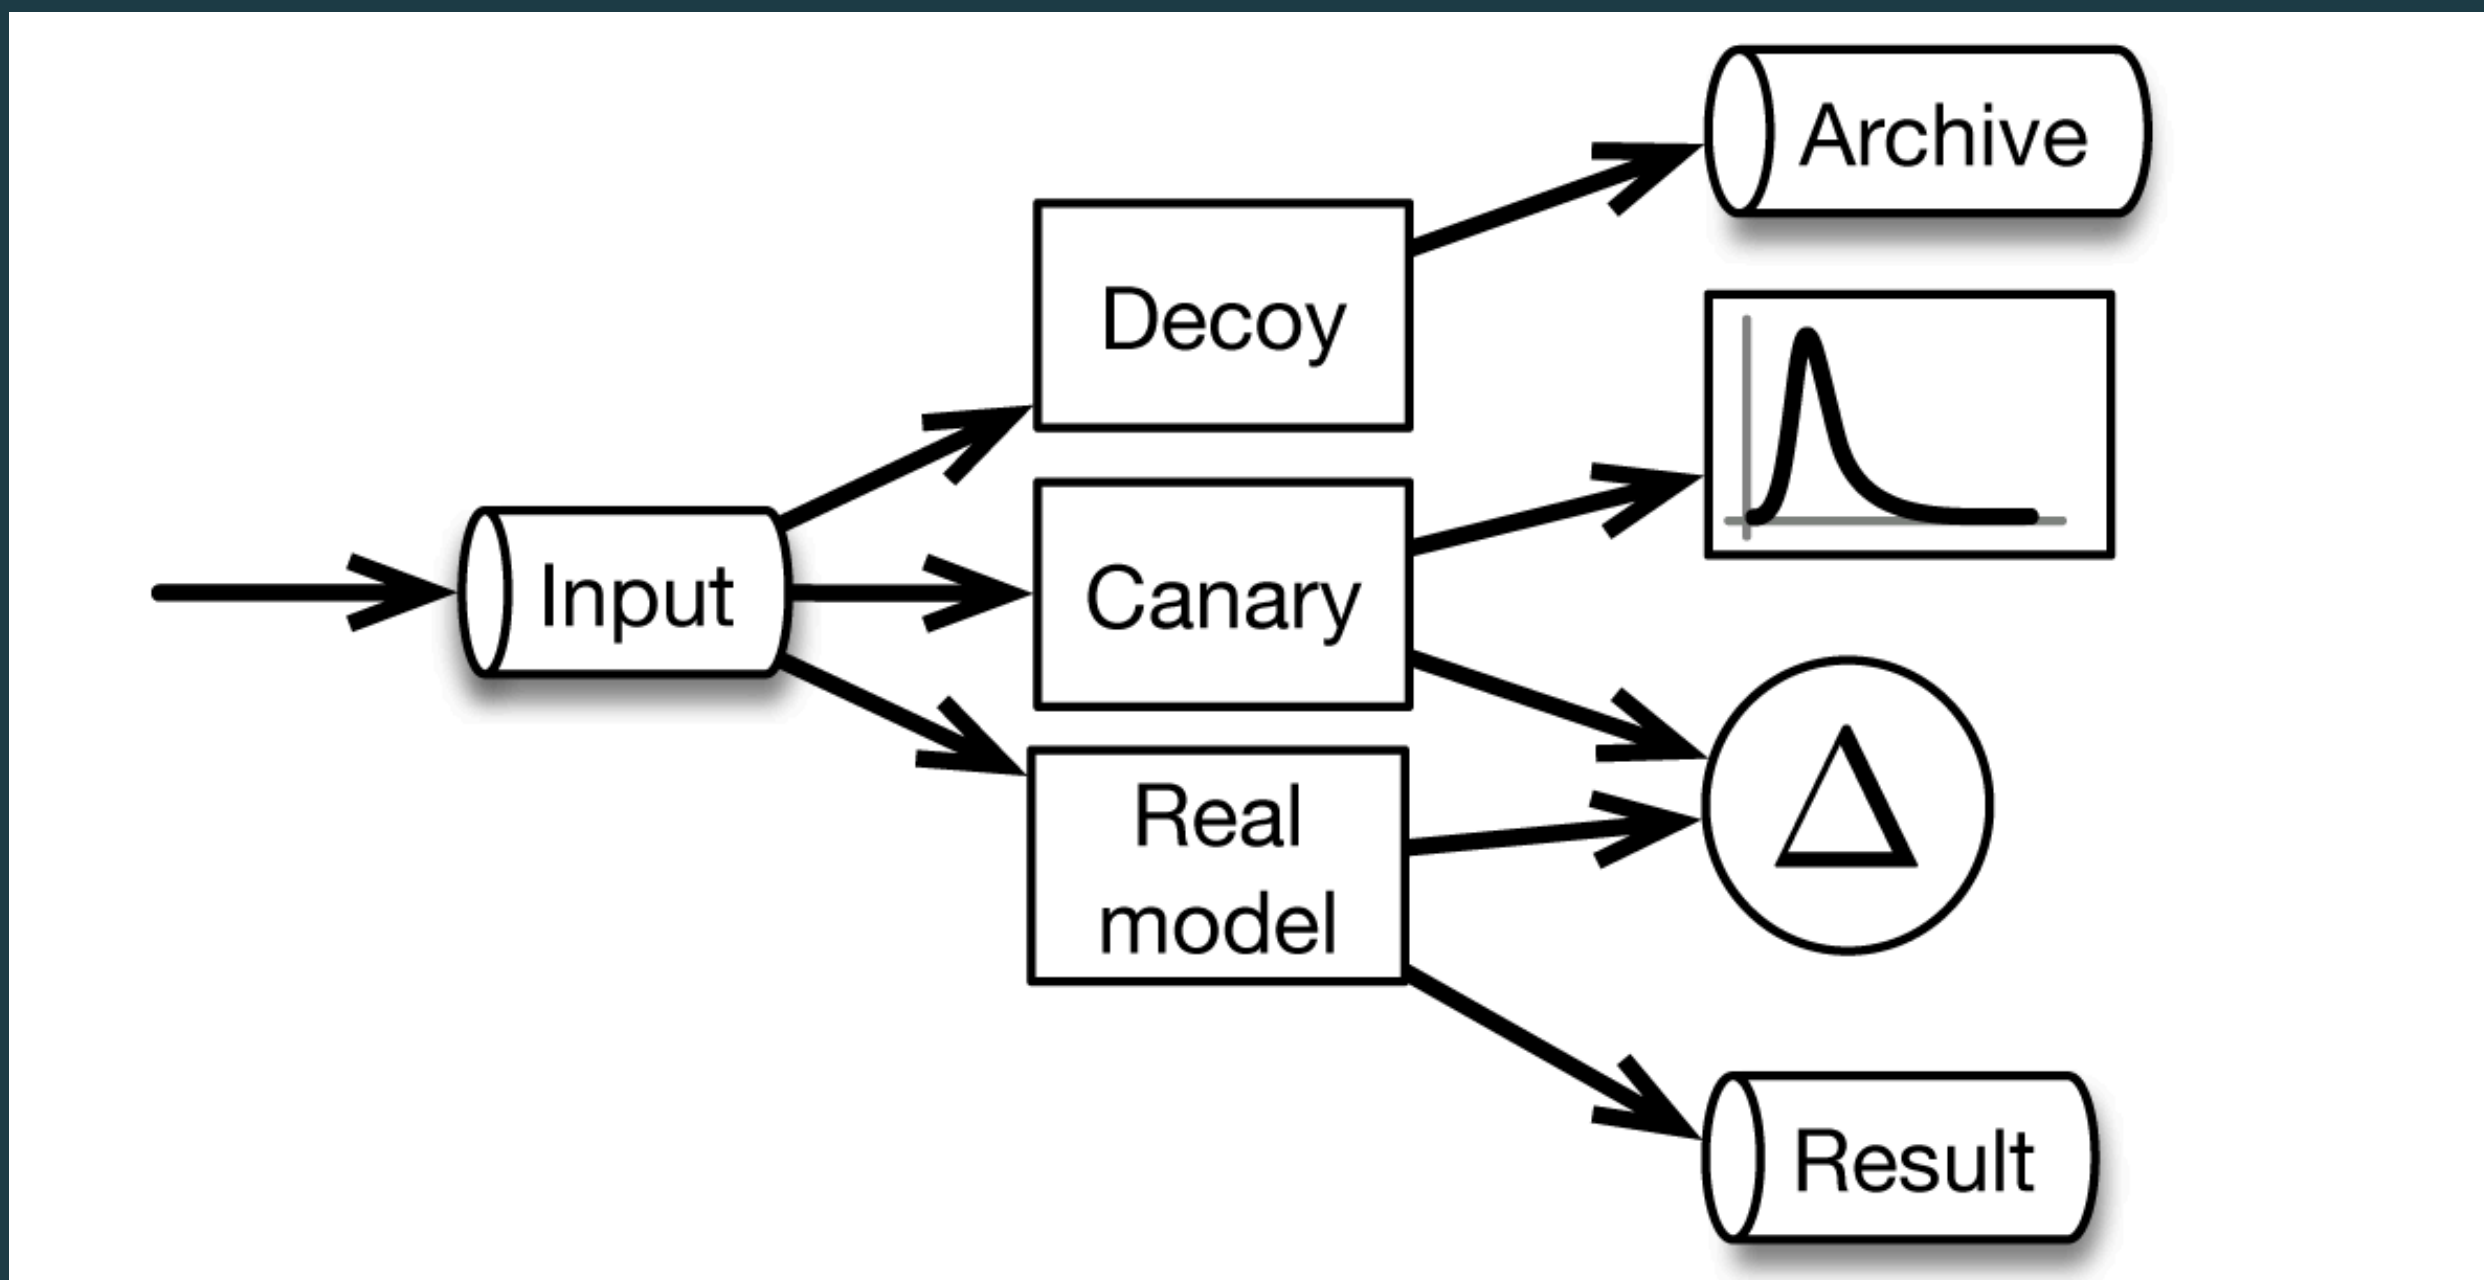 Archive
Decoy
Input
Canary
Real
model
Δ
Result